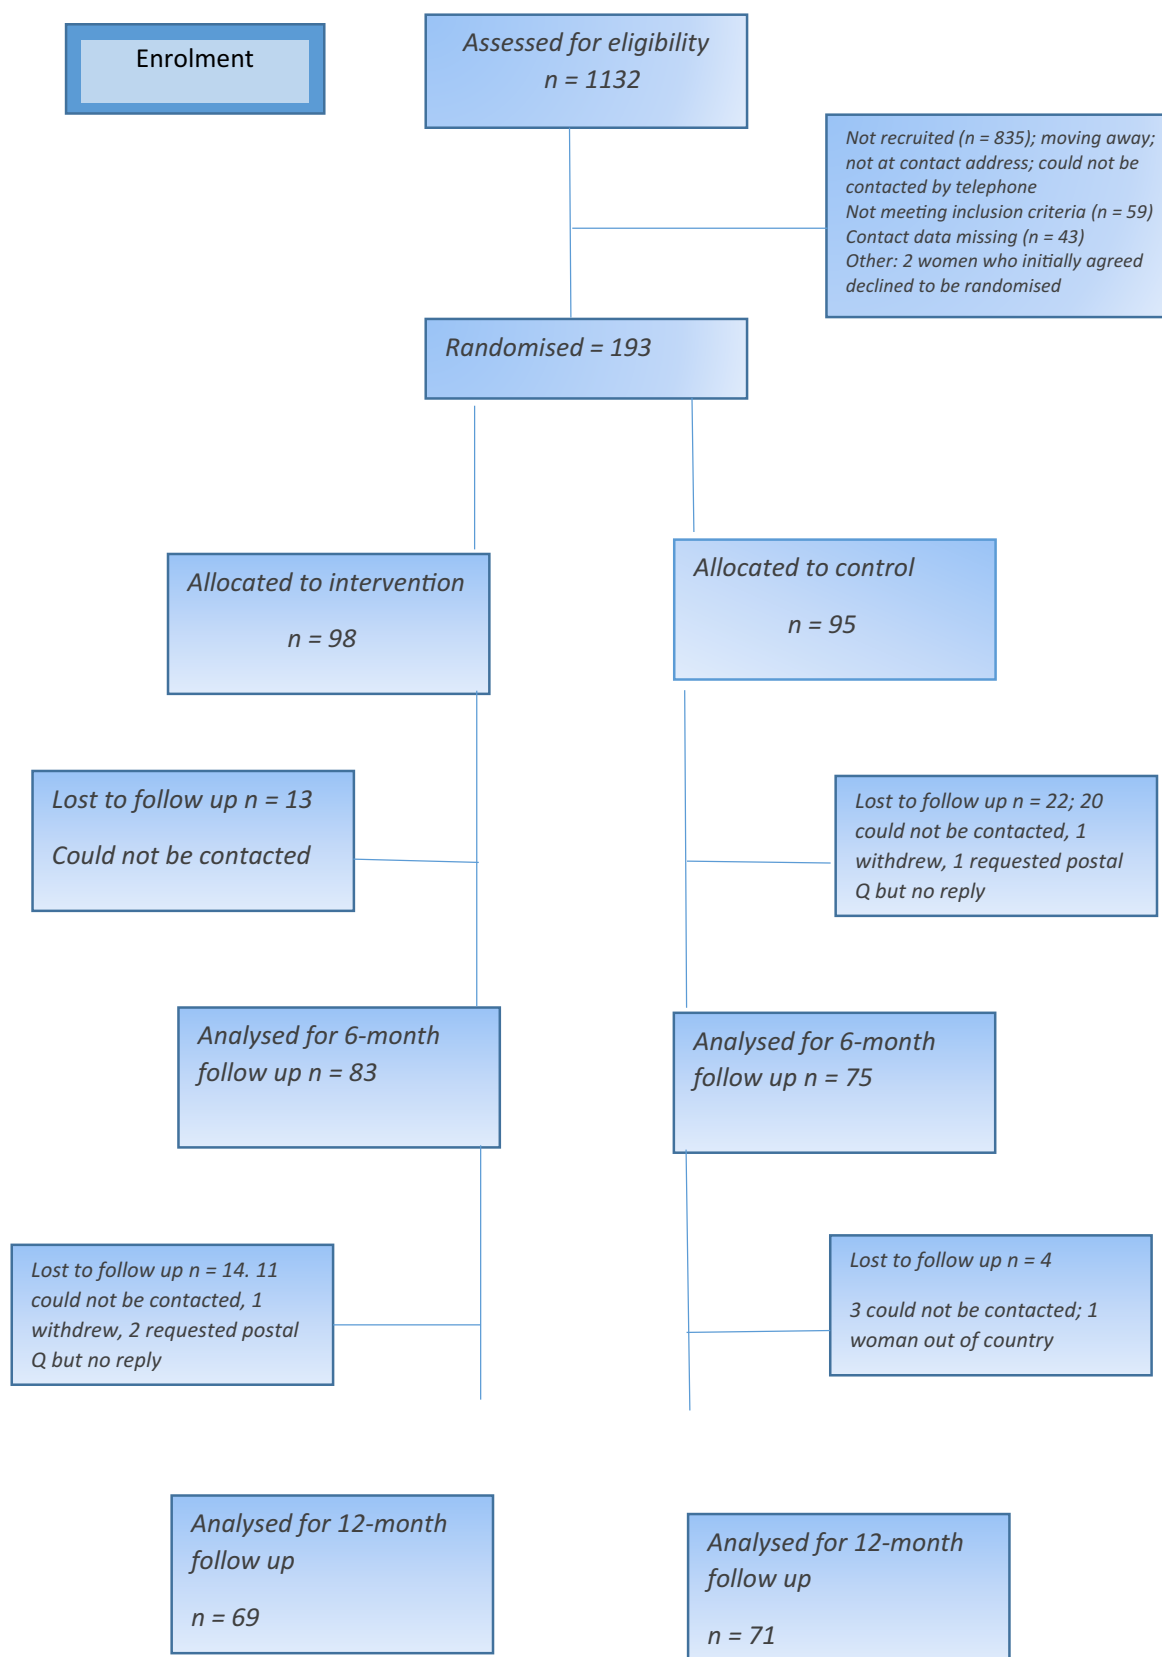 Enrolment
Assessed for eligibility
n = 1132
Not recruited (n = 835); moving away;
not at contact address; could not be
contacted by telephone
Not meeting inclusion criteria (n = 59)
Contact data missing (n = 43)
Other: 2 women who initially agreed
declined to be randomised
Randomised = 193
Allocated to intervention
n = 98
Allocated to control
n = 95
Lost to follow up n = 13
Could not be contacted
Lost to follow up n = 22; 20
could not be contacted, 1
withdrew, 1 requested postal
Q but no reply
Analysed for 6-month
follow up n = 83
Analysed for 6-month
follow up n = 75
Lost to follow up n = 14. 11
could not be contacted, 1
withdrew, 2 requested postal
Q but no reply
Lost to follow up n = 4
3 could not be contacted; 1
woman out of country
Analysed for 12-month
follow up
n = 69
Analysed for 12-month
follow up
n = 71